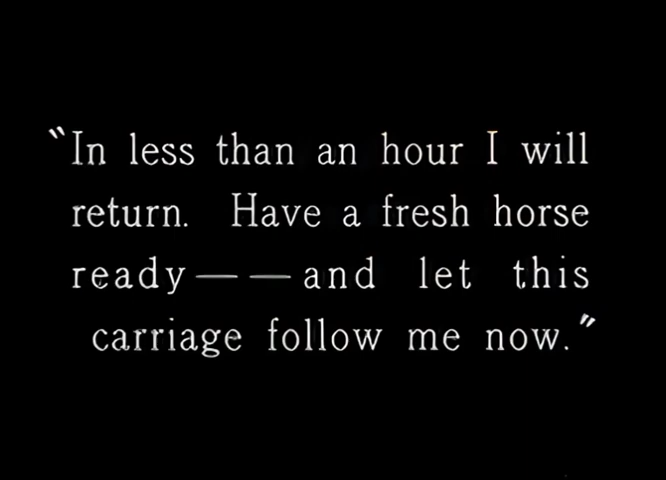 "In less than an hour I will
return. Have a fresh horse
ready——and let this
carriage follow me now."